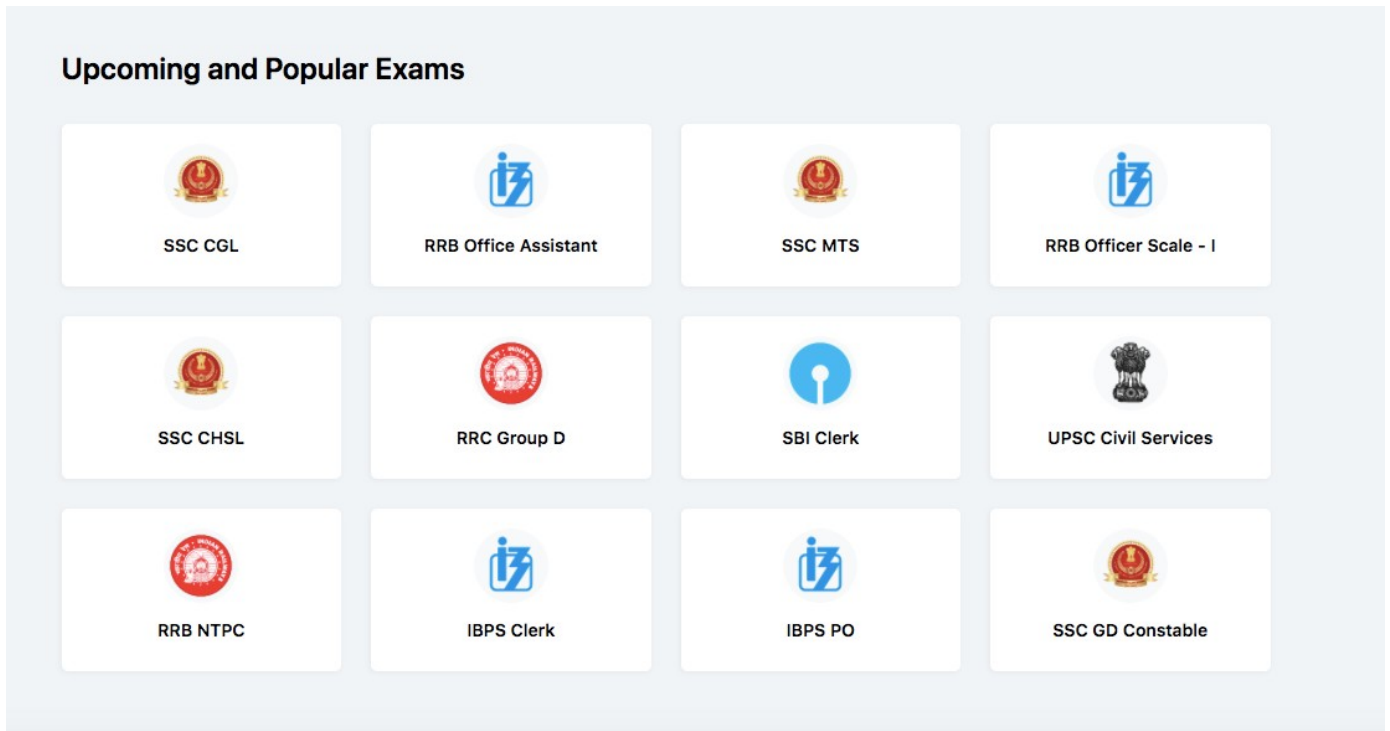 Upcoming and Popular Exams
SSC CGL
RRB Office Assistant
SSC MTS
RRB Officer Scale - I
SSC CHSL
RRC Group D
SBI Clerk
UPSC Civil Services
RRB NTPC
IBPS Clerk
IBPS PO
SSC GD Constable